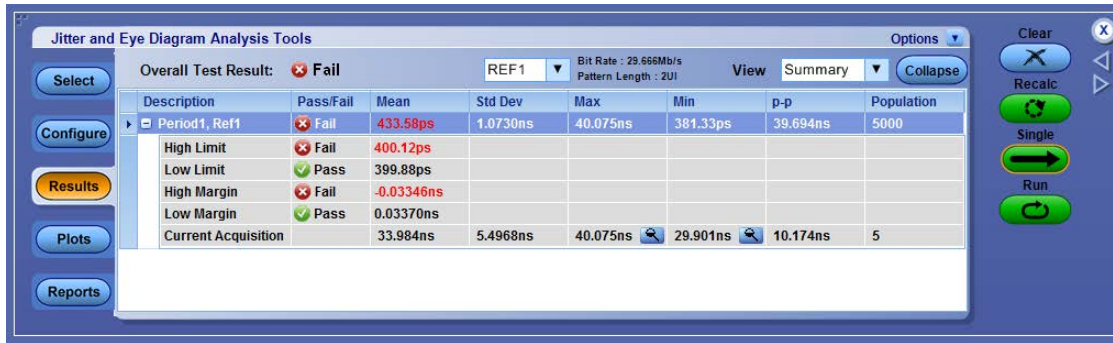 Jitter and Eye Diagram Analysis Tools
Options
Clear
X
Select
Overall Test Result: Fail
REF1
Bit Rate : 29.666Mb/s
Pattern Length : 2UI
View
Summary
Collapse
Recalc
Description Pass/Fail Mean Std Dev Max Min p-p Population
Configure
Period1, Ref1 Fail 433.58ps 1.0730ns 40.075ns 381.33ps 39.694ns 5000
Single
High Limit Fail 400.12ps
Low Limit Pass 399.88ps
Results
High Margin Fail -0.03346ns
Run
Low Margin Pass 0.03370ns
Plots
Current Acquisition 33.984ns 5.4968ns 40.075ns 29.901ns 10.174ns 5
Reports